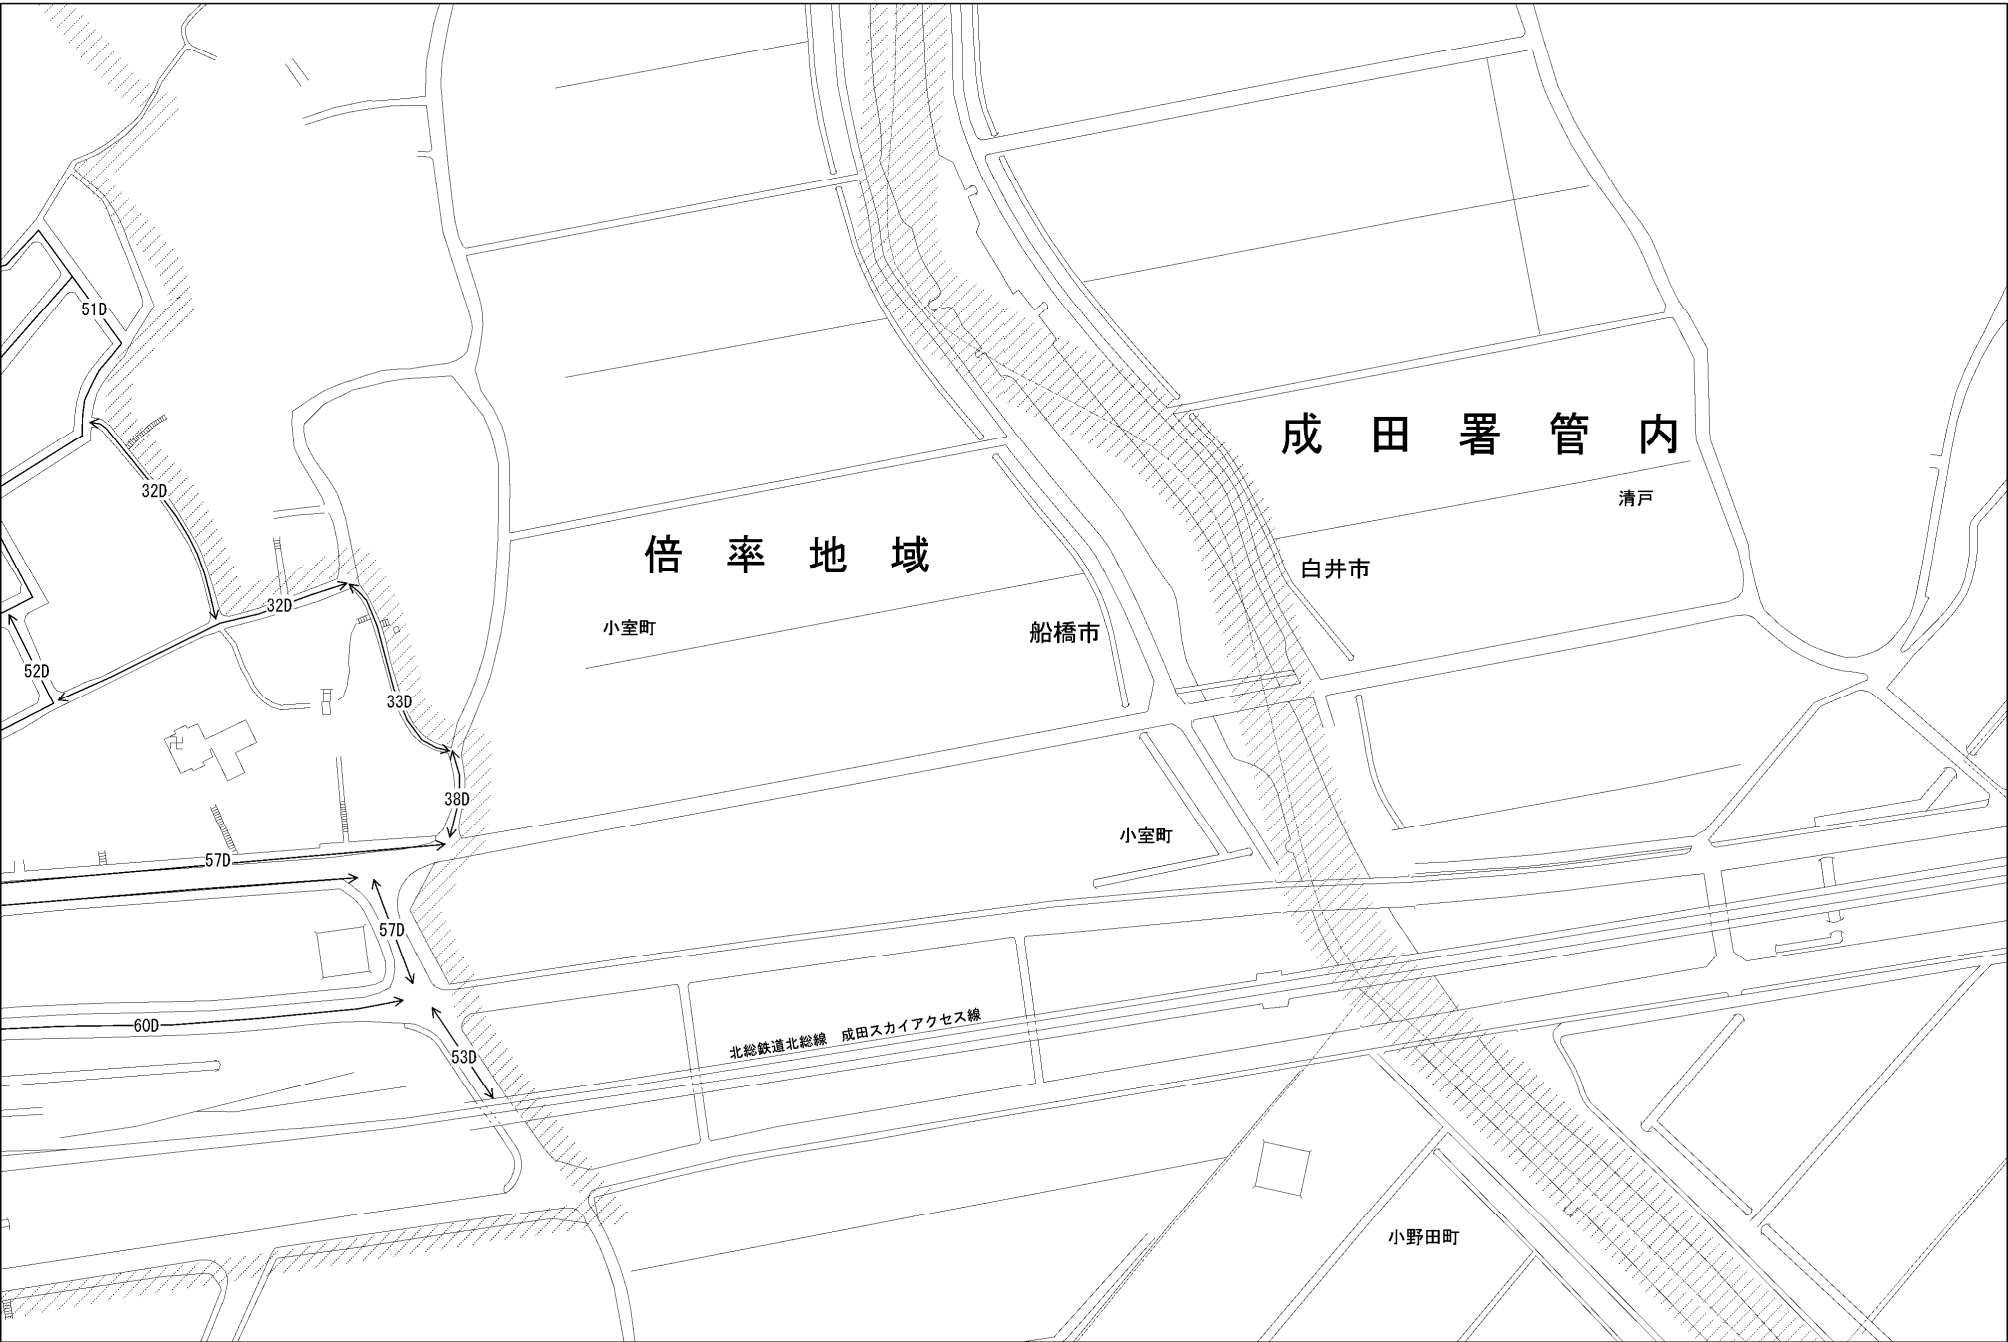 51D
成田署管内
32D
清戸
倍率地域
白井市
32D
小室町
船橋市
52D
33D
38D
小室町
57D
57D
60D
北総鉄道北総線　成田スカイアクセス線
53D
小野田町